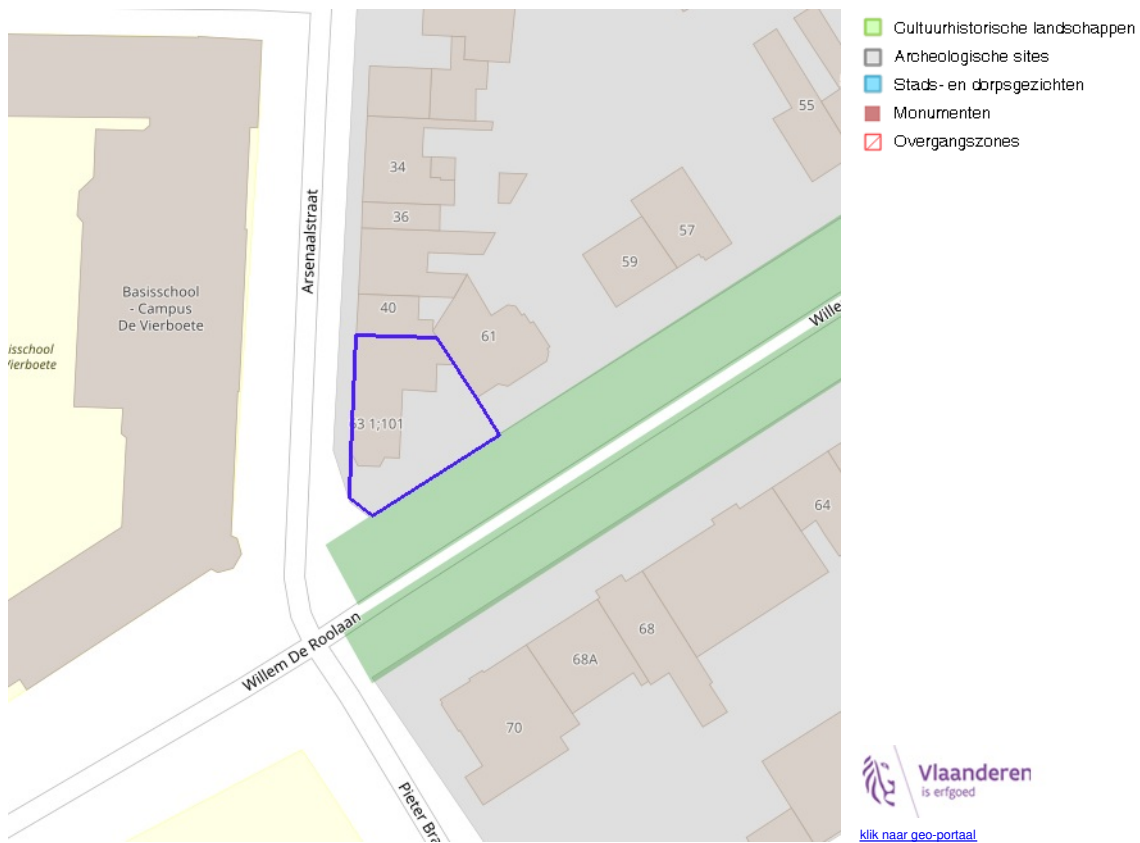 Cultuurhistorische landschappen
Archeologische sites
Stads- en dorpsgezichten
Monumenten
Overgangszones
55
34
36
57
59
Arsenaalstraat
Basisschool
- Campus
De Vierboete
isschool
ierboete
40
61
Wille
63 1;101
64
68
68A
Willem De Roolaan
70
Pieter Bra
Vlaanderen
is erfgoed
klik naar geo-portaal